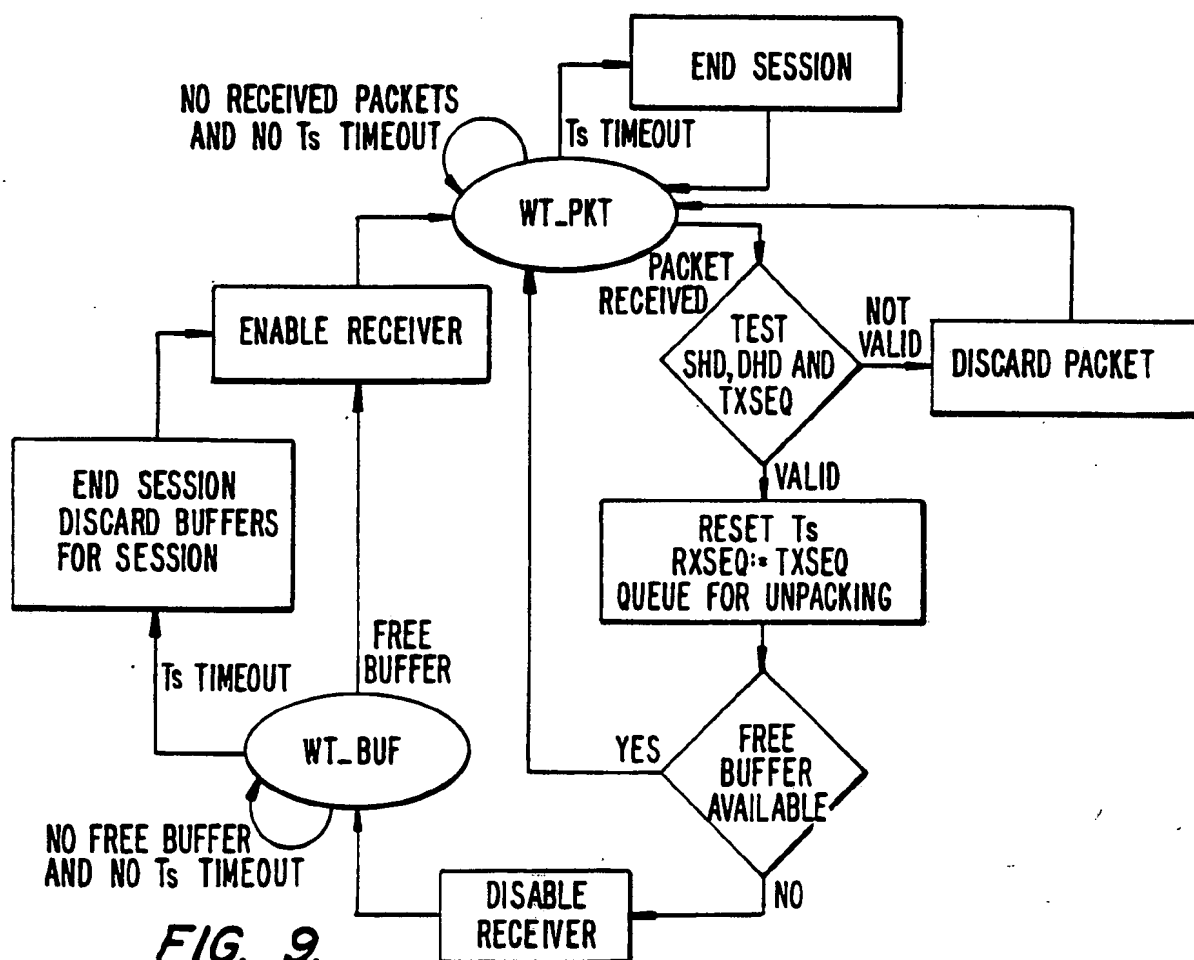 END SESSION
NO RECEIVED PACKETS
AND NO Ts TIMEOUT
Ts TIMEOUT
WT_PKT
PACKET
RECEIVED
ENABLE RECEIVER
TEST
SHD, DHD AND
TXSEQ
NOT
VALID
DISCARD PACKET
VALID
END SESSION
DISCARD BUFFERS
FOR SESSION
RESET Ts
RXSEQ:= TXSEQ
QUEUE FOR UNPACKING
FREE
BUFFER
Ts TIMEOUT
WT_BUF
YES
FREE
BUFFER
AVAILABLE
NO FREE BUFFER
AND NO Ts TIMEOUT
NO
DISABLE
RECEIVER
FIG. 9.